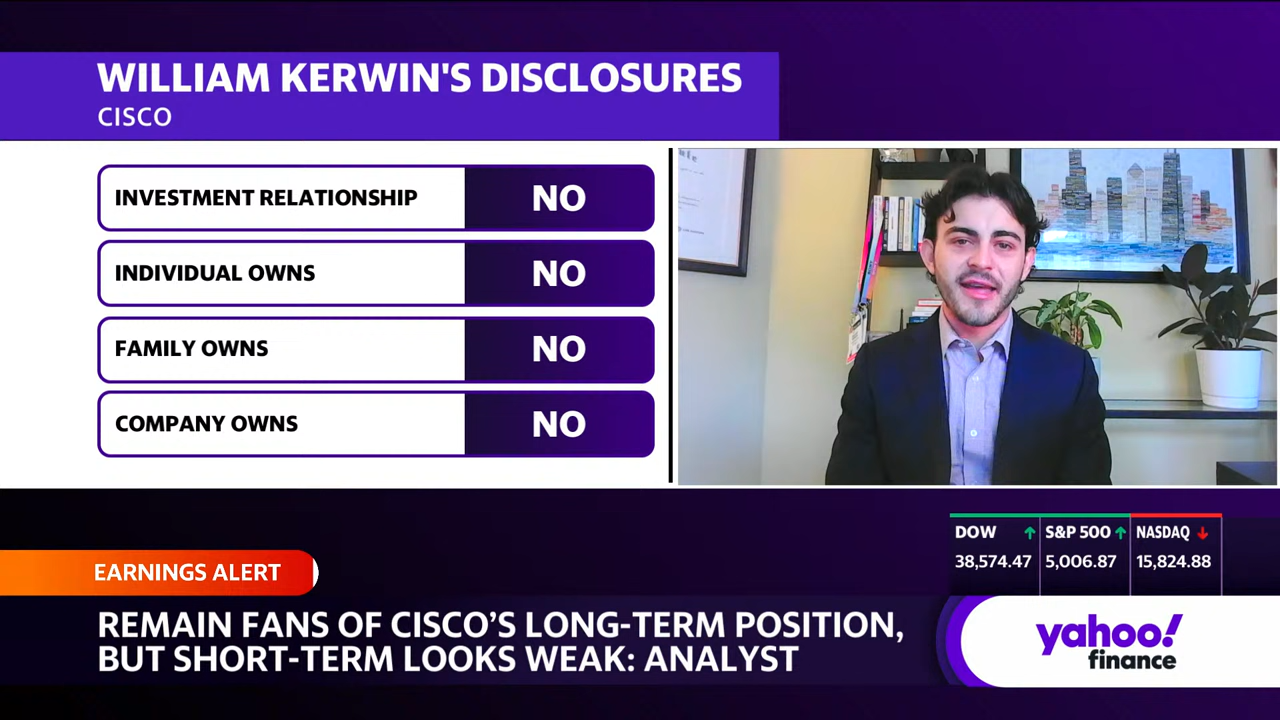 WILLIAM KERWIN'S DISCLOSURES
CISCO
INVESTMENT RELATIONSHIP NO
INDIVIDUAL OWNS NO
FAMILY OWNS NO
COMPANY OWNS NO
DOW
38,574.47
S&P 500
5,006.87
NASDAQ
15,824.88
EARNINGS ALERT
REMAIN FANS OF CISCO’S LONG-TERM POSITION,
BUT SHORT-TERM LOOKS WEAK: ANALYST
yahoo!
finance